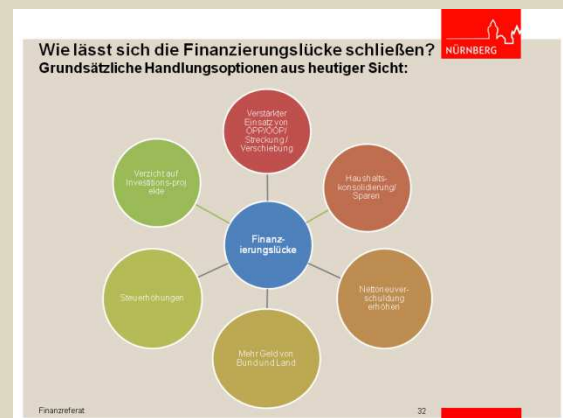 Wie lässt sich die Finanzierungslücke schließen?
Grundsätzliche Handlungsoptionen aus heutiger Sicht:
NÜRNBERG
Verstärkter
Einsatz von
ÖPP/ÖÖP/
Streckung /
Verschiebung
Haushalts-
konsolidierung/
Sparen
Nettoneuver-
schuldung
erhöhen
Mehr Geld von
Bund und Land
Steuerhöhungen
Verzicht auf
Investitions-proj
ekte
Finanz-
ierungslücke
Finanzreferat
32